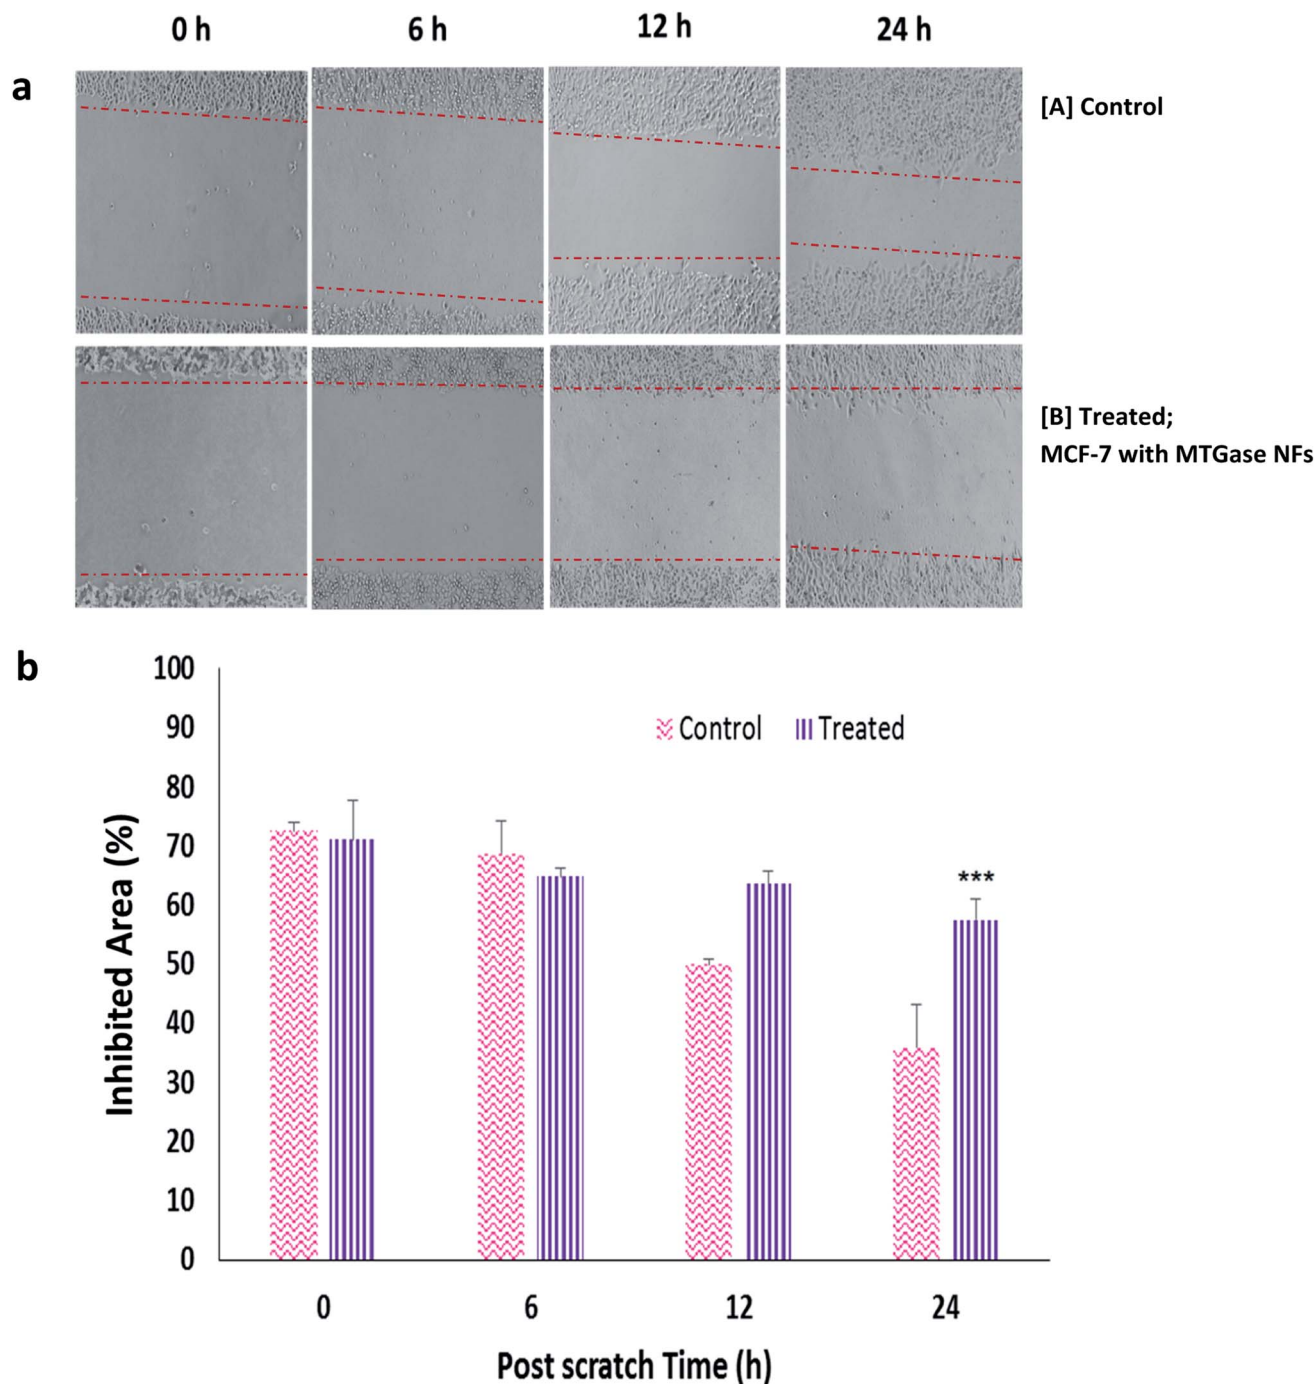 0 h 6 h 12 h 24 h
a
[A] Control
[B] Treated;
MCF-7 with MTGase NFs
b
100
90
80
70
60
50
40
30
20
10
0
Inhibited Area (%)
Control Treated
***
0 6 12 24
Post scratch Time (h)